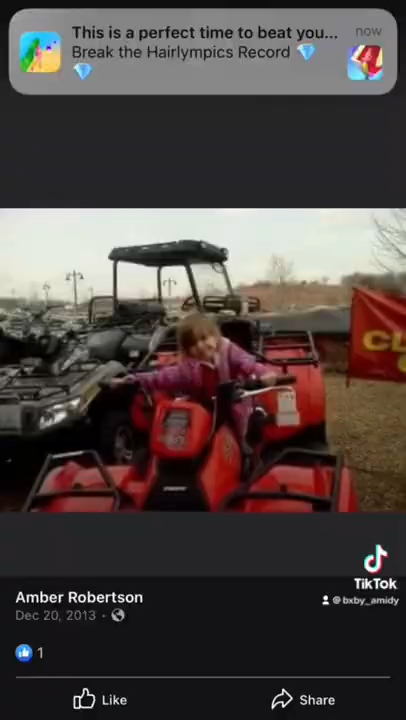 This is a perfect time to beat you...
now
Break the Hairlympics Record 💎
💎
CL
TikTok
@bxby_amidy
Amber Robertson
Dec 20, 2013 ·
1
Like
Share